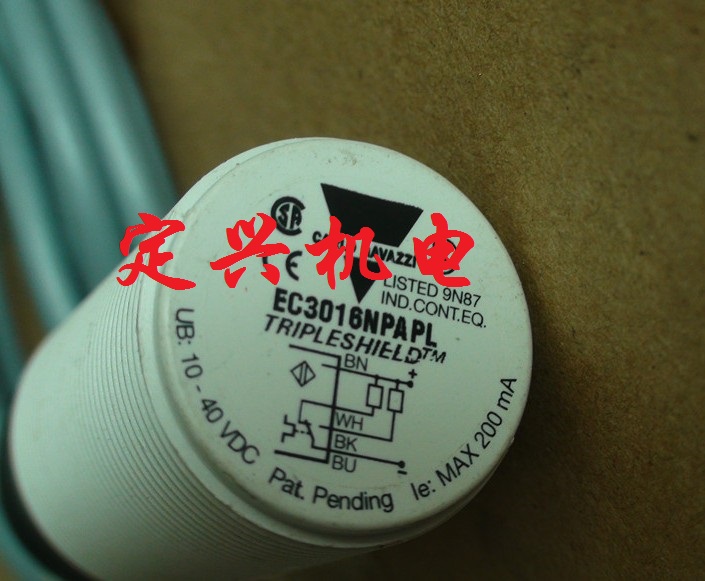 定兴机电
LISTED 9N87
IND.CONT.EQ.
EC3016NPAPL
TRIPLESHIELD™
BN
+
WH
BK
BU
-
UB: 10 - 40 VDC
Pat. Pending
Ie: MAX 200 mA